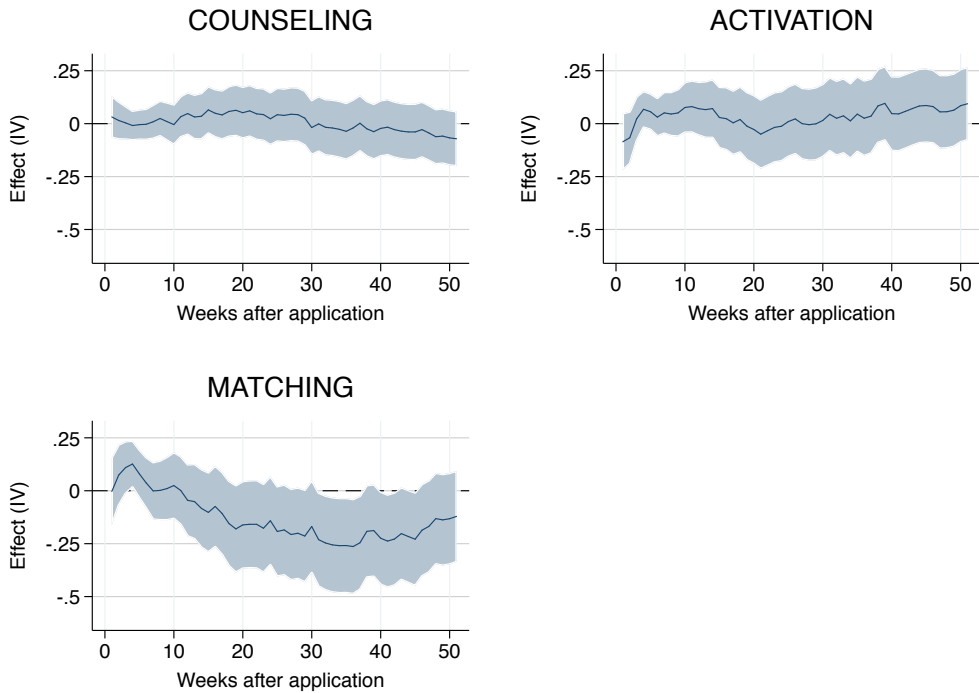 COUNSELING
.25
0
-.25
-.5
Effect (IV)
0 10 20 30 40 50
Weeks after application
ACTIVATION
.25
0
-.25
-.5
Effect (IV)
0 10 20 30 40 50
Weeks after application
MATCHING
.25
0
-.25
-.5
Effect (IV)
0 10 20 30 40 50
Weeks after application